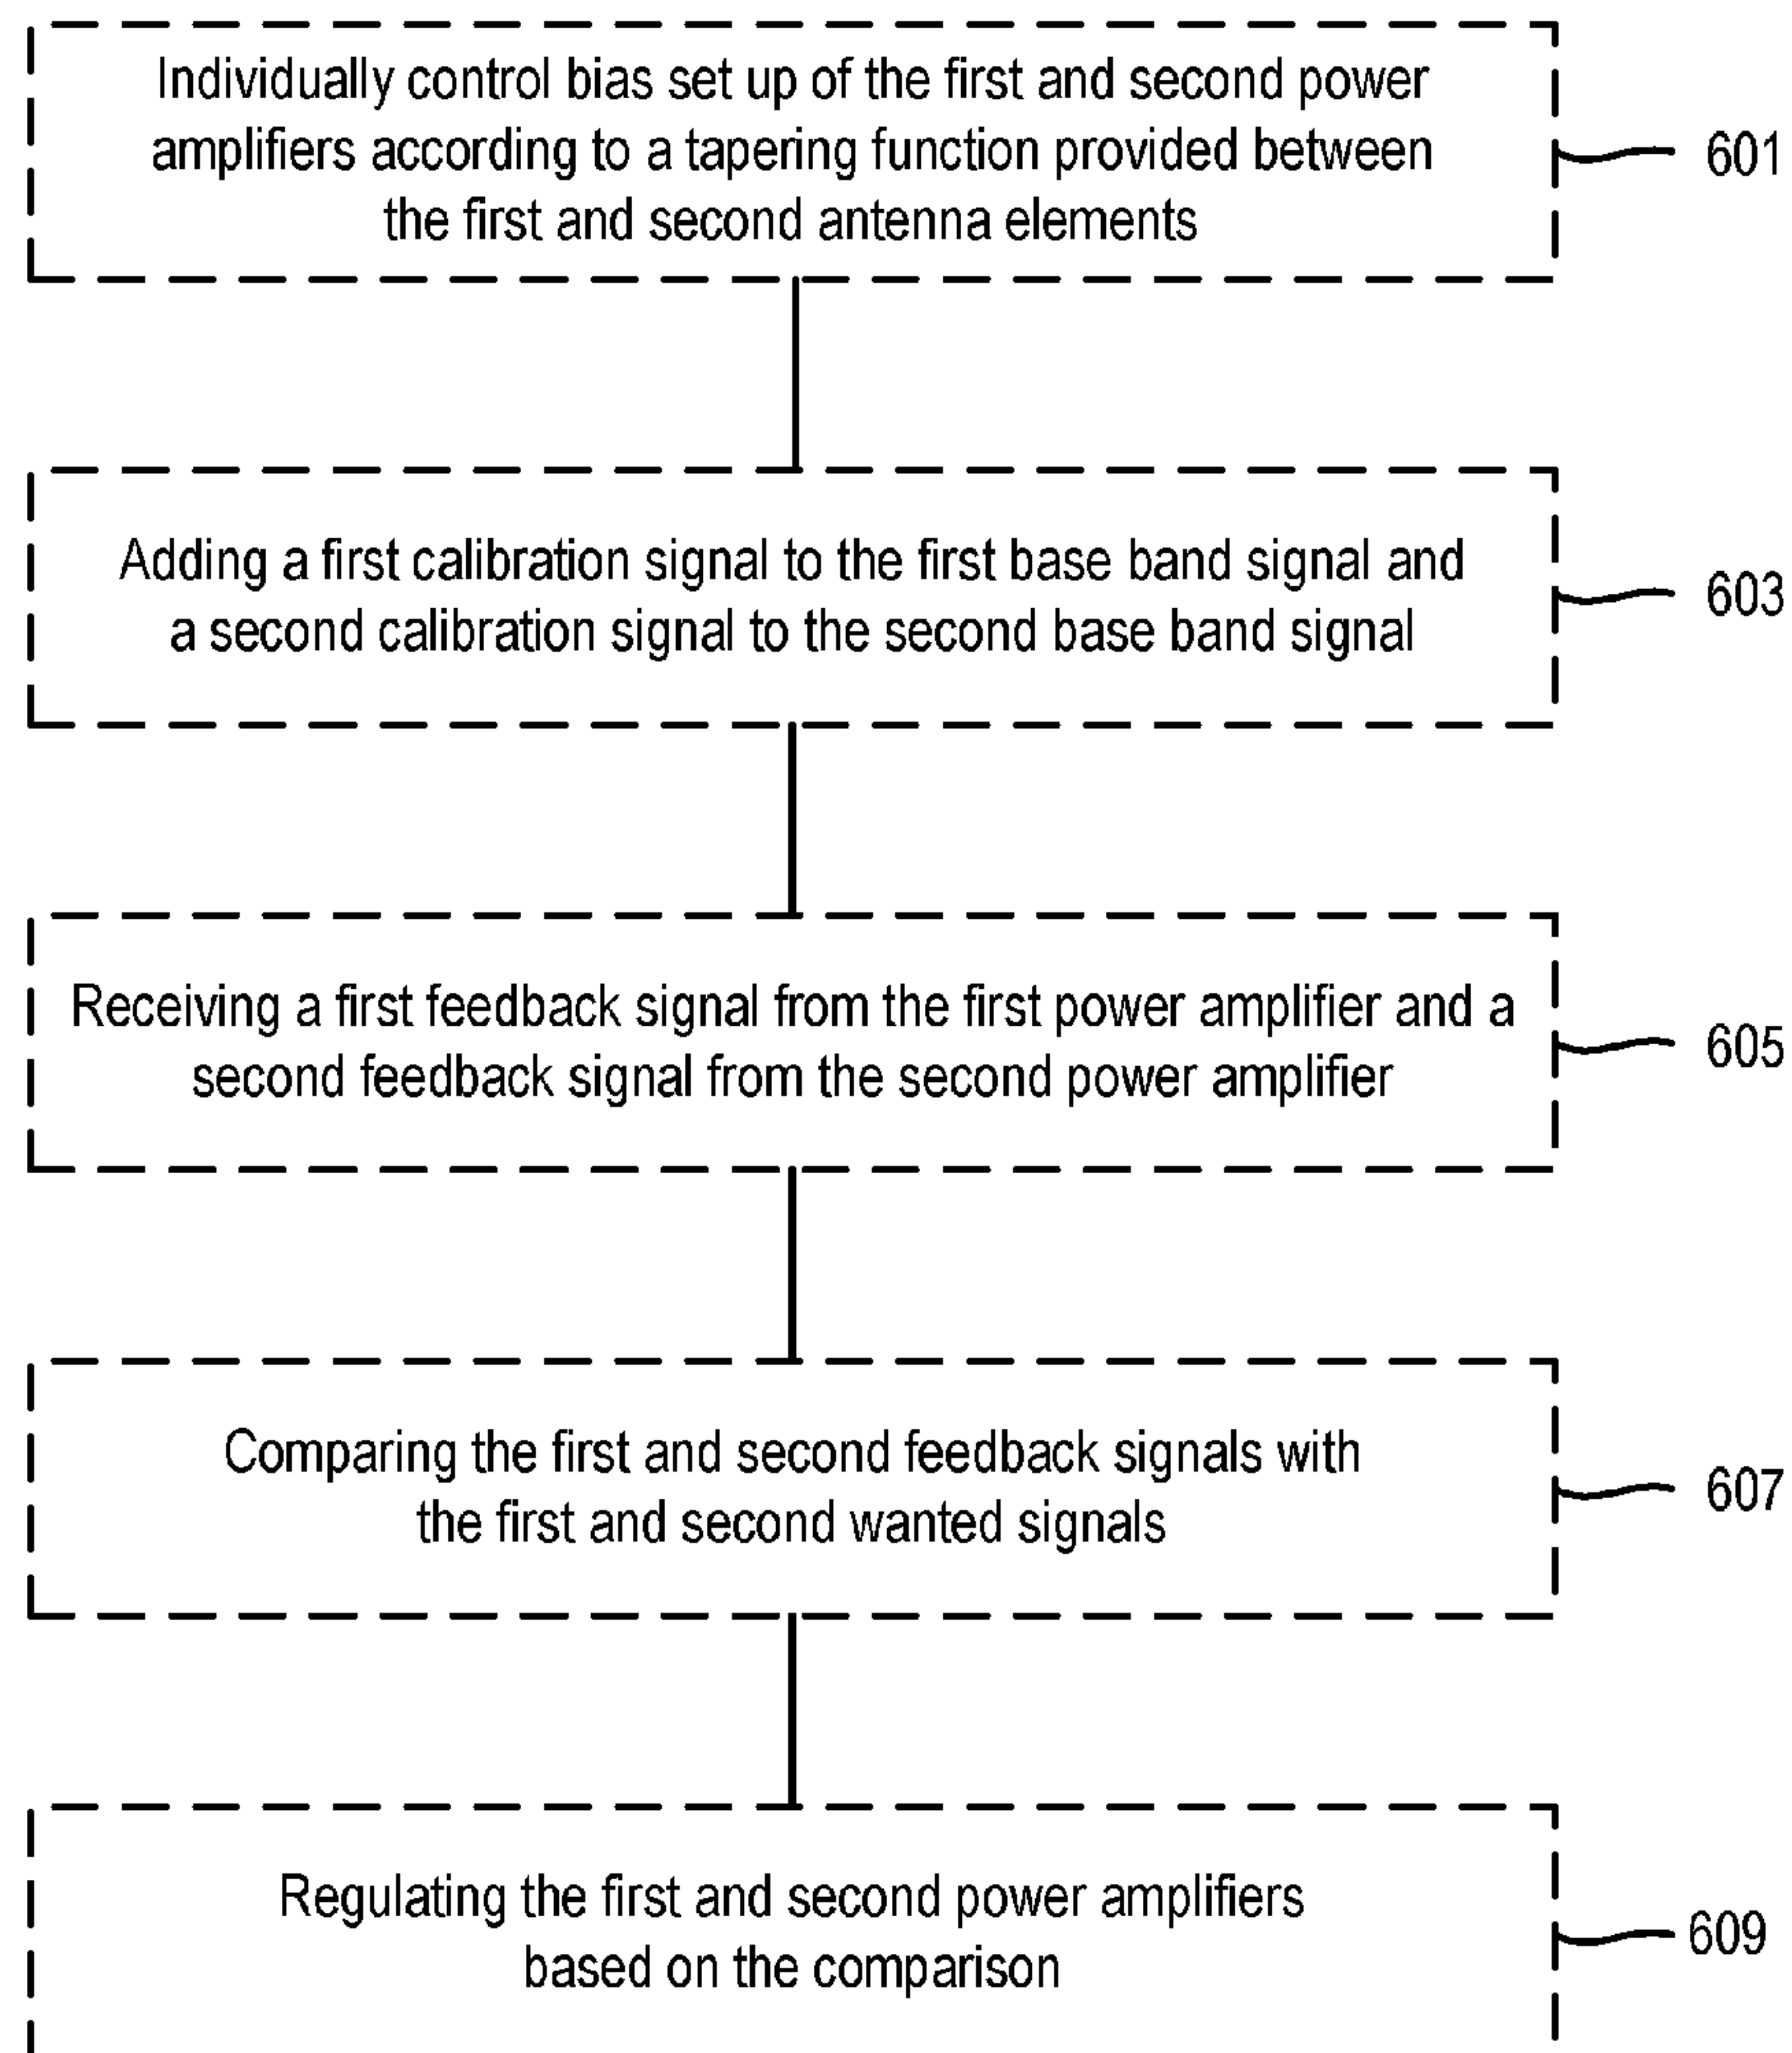 Individually control bias set up of the first and second power
amplifiers according to a tapering function provided between
the first and second antenna elements
601
Adding a first calibration signal to the first base band signal and
a second calibration signal to the second base band signal
603
Receiving a first feedback signal from the first power amplifier and a
second feedback signal from the second power amplifier
605
Comparing the first and second feedback signals with
the first and second wanted signals
607
Regulating the first and second power amplifiers
based on the comparison
609